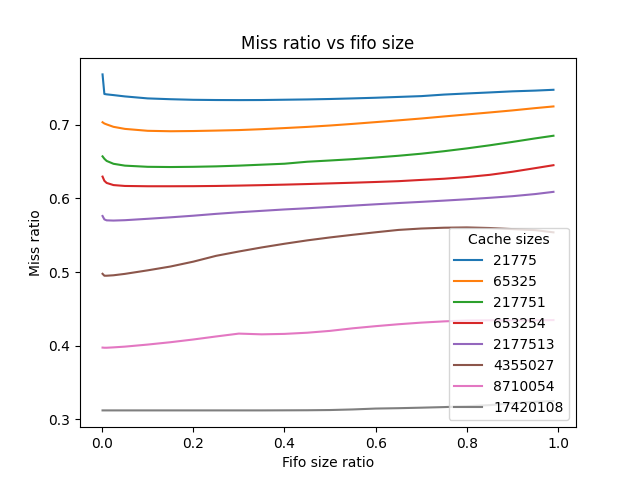 Miss ratio vs fifo size
Miss ratio
0.7
0.6
0.5
0.4
0.3
Cache sizes
21775
65325
217751
653254
2177513
4355027
8710054
17420108
0.0 0.2 0.4 0.6 0.8 1.0
Fifo size ratio